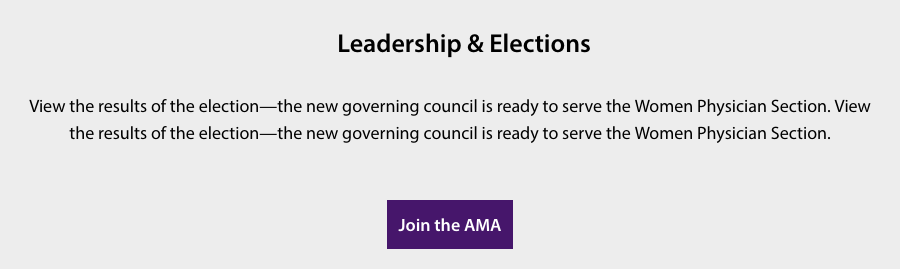 Leadership & Elections
View the results of the election—the new governing council is ready to serve the Women Physician Section. View
the results of the election—the new governing council is ready to serve the Women Physician Section.
Join the AMA